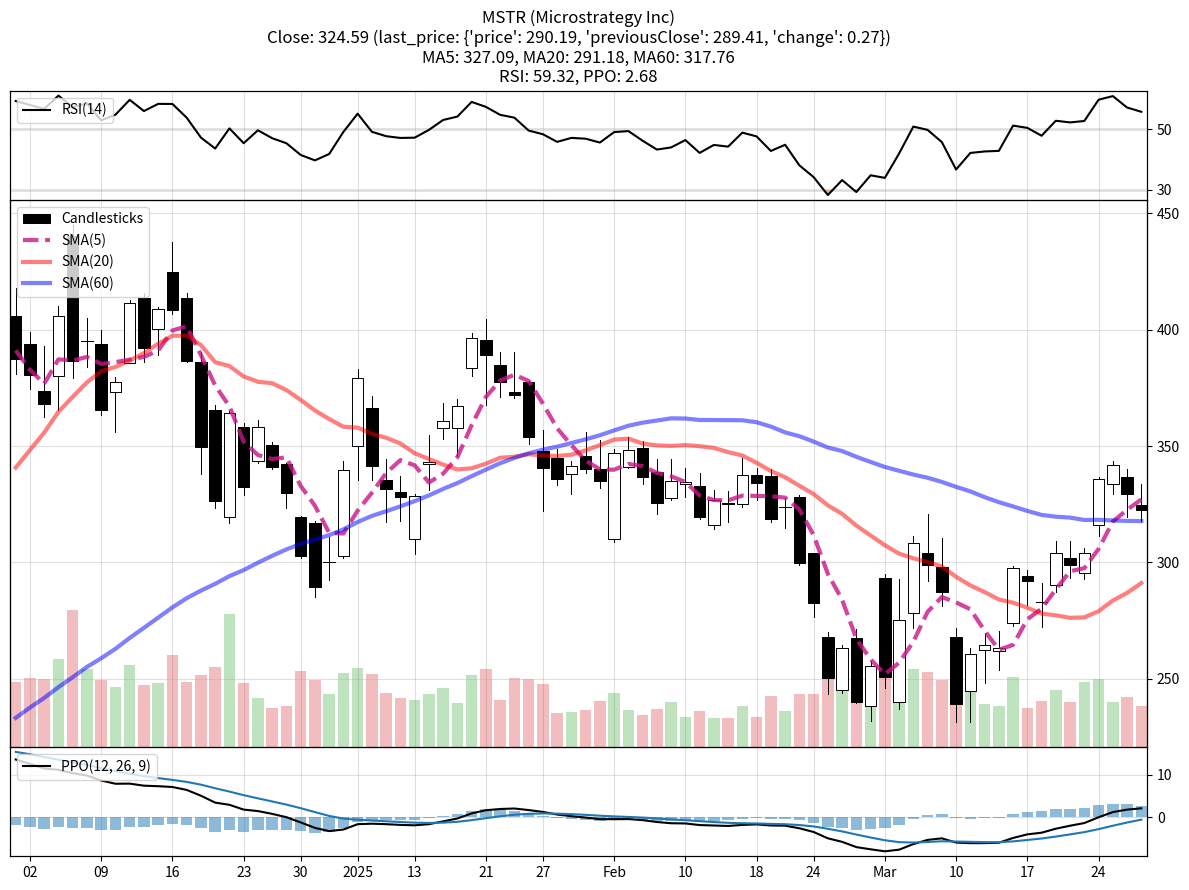 MSTR (Microstrategy Inc)
Close: 324.59 (last_price: {'price': 290.19, 'previousClose': 289.41, 'change': 0.27})
MA5: 327.09, MA20: 291.18, MA60: 317.76
RSI: 59.32, PPO: 2.68
RSI(14)
50
30
Candlesticks
SMA(5)
SMA(20)
SMA(60)
450
400
350
300
250
PPO(12, 26, 9)
10
0
02 09 16 23 30 2025 13 21 27 Feb 10 18 24 Mar 10 17 24